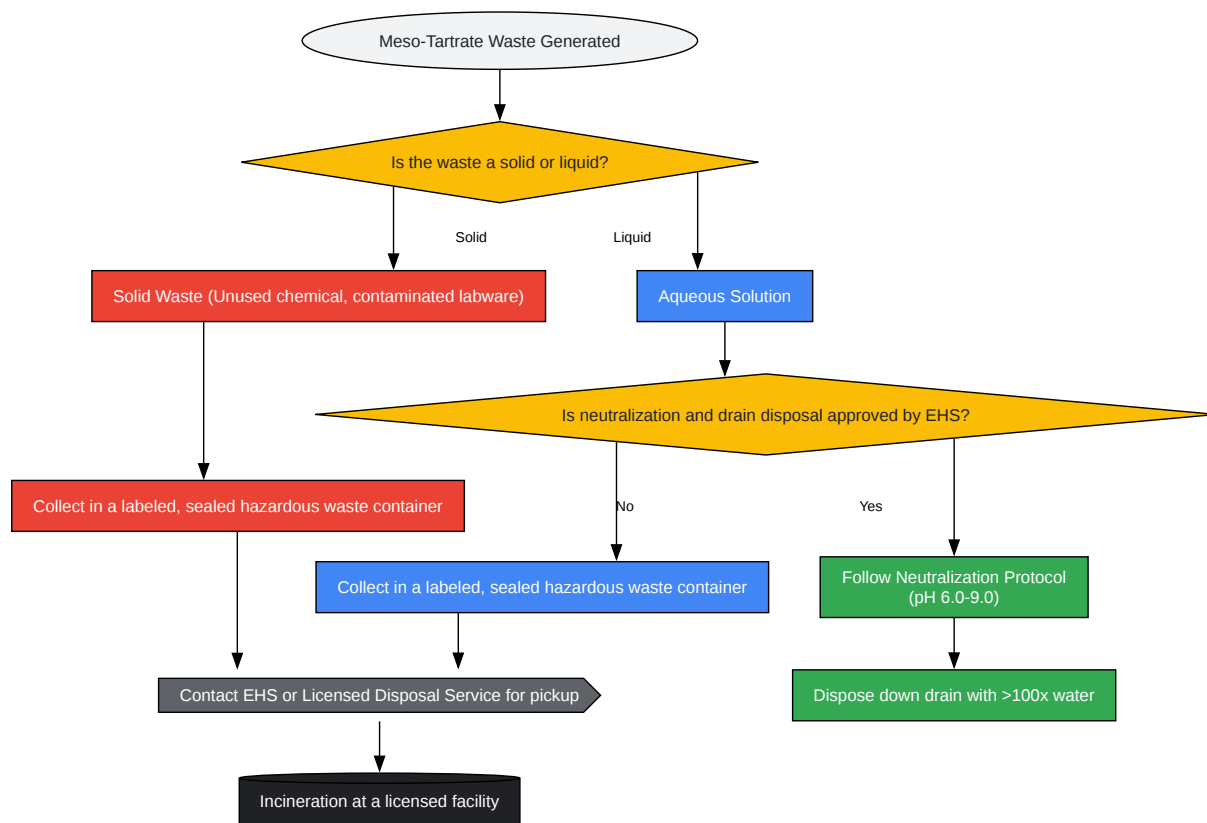 Meso-Tartrate Waste Generated
Is the waste a solid or liquid?
Solid
Liquid
Solid Waste (Unused chemical, contaminated labware)
Aqueous Solution
Is neutralization and drain disposal approved by EHS?
Collect in a labeled, sealed hazardous waste container
No
Yes
Collect in a labeled, sealed hazardous waste container
Follow Neutralization Protocol
(pH 6.0-9.0)
Contact EHS or Licensed Disposal Service for pickup
Dispose down drain with >100x water
Incineration at a licensed facility